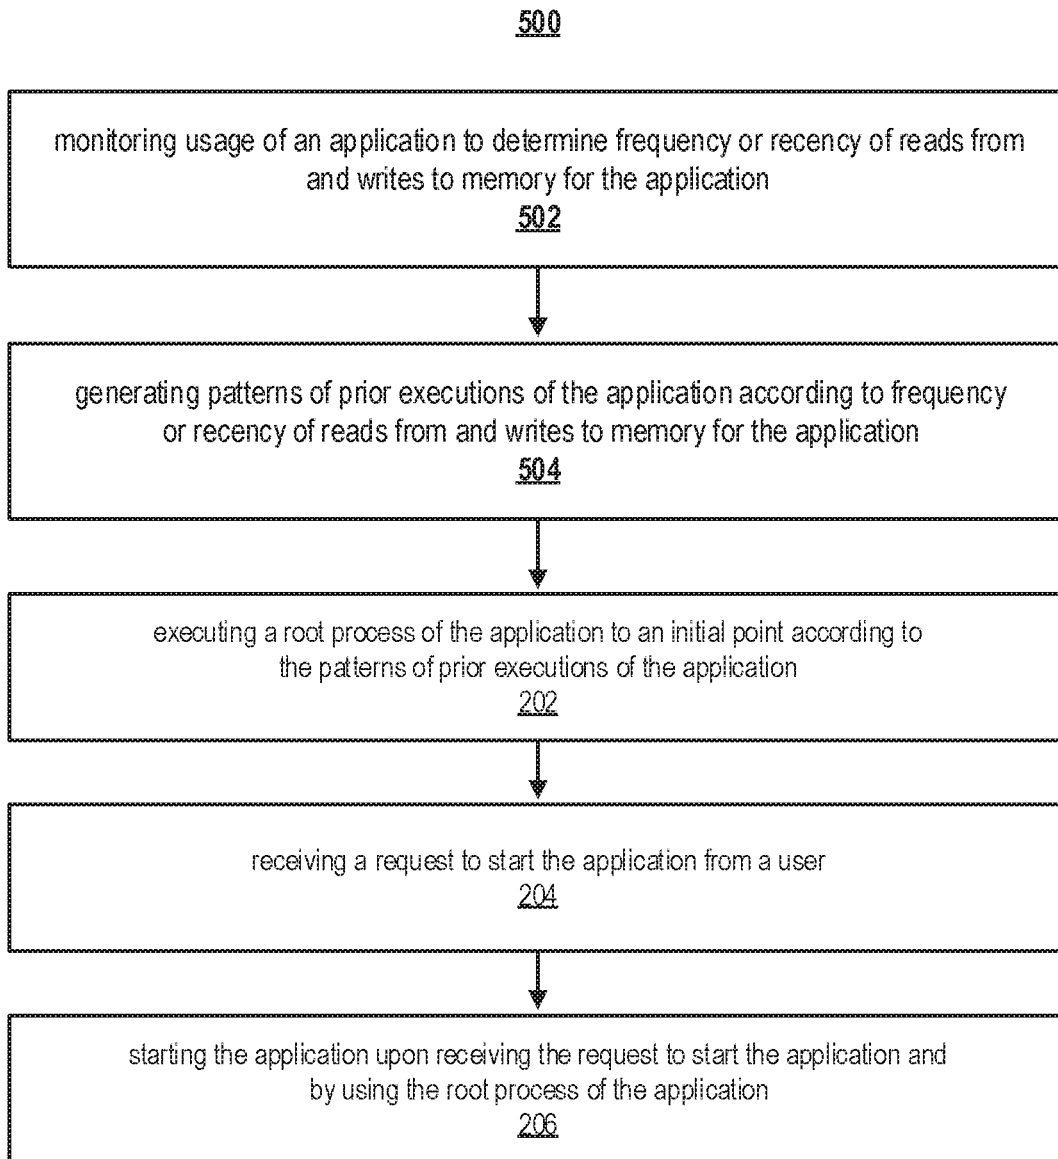 500
monitoring usage of an application to determine frequency or recency of reads from
and writes to memory for the application
502
generating patterns of prior executions of the application according to frequency
or recency of reads from and writes to memory for the application
504
executing a root process of the application to an initial point according to
the patterns of prior executions of the application
202
receiving a request to start the application from a user
204
starting the application upon receiving the request to start the application and
by using the root process of the application
206